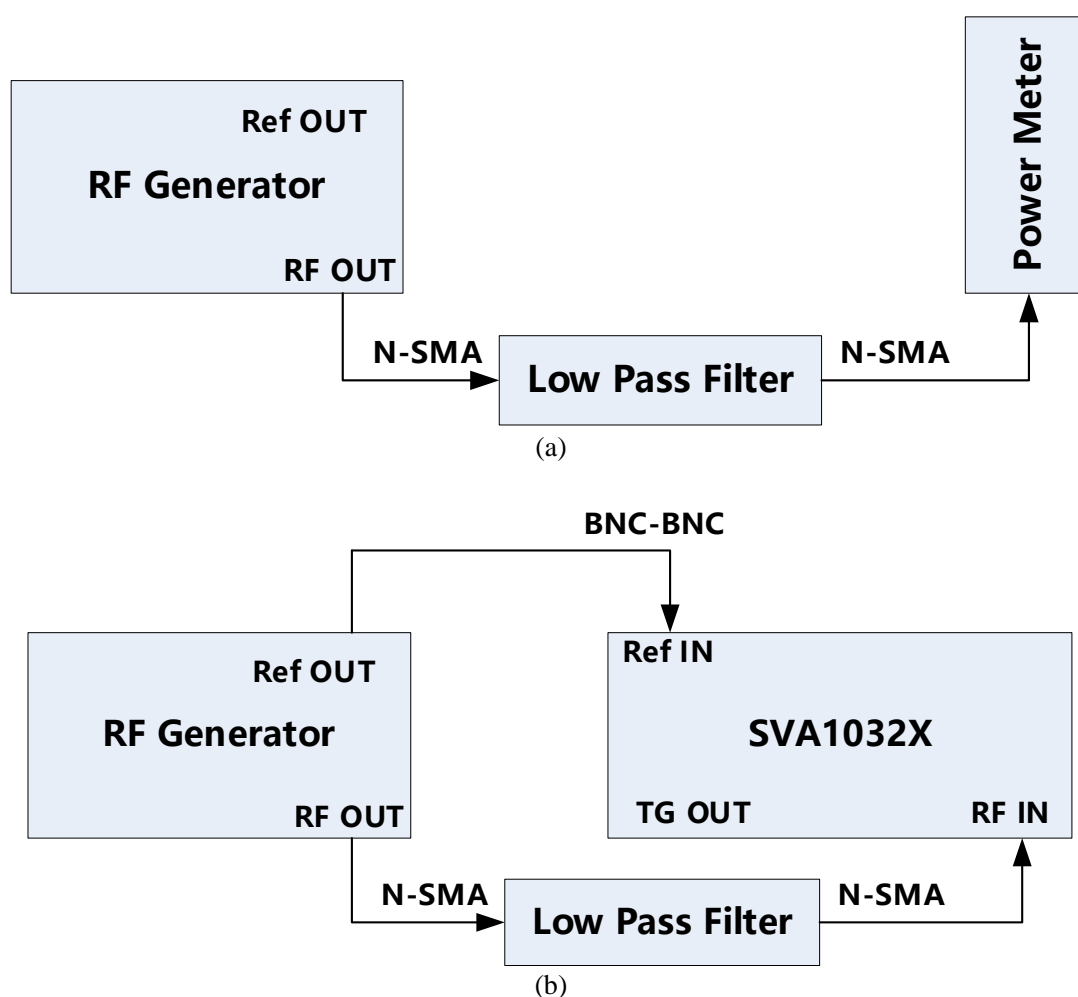 Ref OUT
RF Generator
RF OUT
Power Meter
N-SMA
Low Pass Filter
N-SMA
(a)
BNC-BNC
Ref OUT
RF Generator
RF OUT
Ref IN
SVA1032X
TG OUT
RF IN
N-SMA
Low Pass Filter
N-SMA
(b)